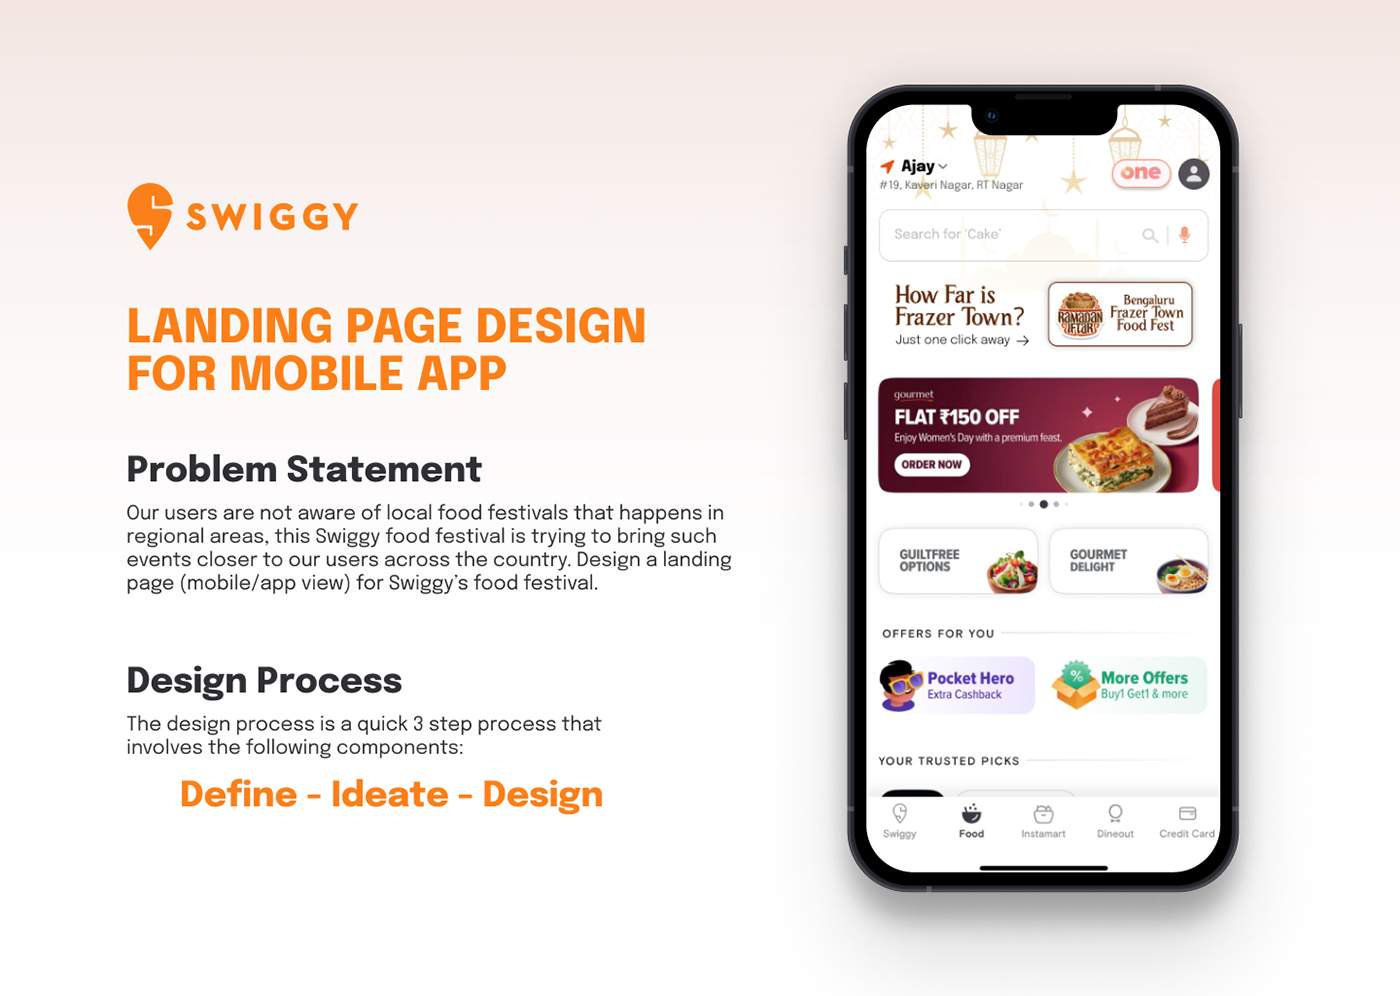 SWIGGY
LANDING PAGE DESIGN
FOR MOBILE APP
Problem Statement
Our users are not aware of local food festivals that happens in
regional areas, this Swiggy food festival is trying to bring such
events closer to our users across the country. Design a landing
page (mobile/app view) for Swiggy's food festival.
Design Process
The design process is a quick 3 step process that
involves the following components:
Define - Ideate - Design
Ajay
#19, Kaveri Nagar, RT Nagar
one
Search for 'Cake'
How Far is
Frazer Town?
Just one click away →
RAMADAN
IFTAR
Bengaluru
Frazer Town
Food Fest
gourmet
FLAT ₹150 OFF
Enjoy Women's Day with a premium feast.
ORDER NOW
GUILTFREE
OPTIONS
GOURMET
DELIGHT
OFFERS FOR YOU
Pocket Hero
Extra Cashback
%
More Offers
Buy1 Get1 & more
YOUR TRUSTED PICKS
Swiggy
Food
Instamart
Dineout
Credit Card